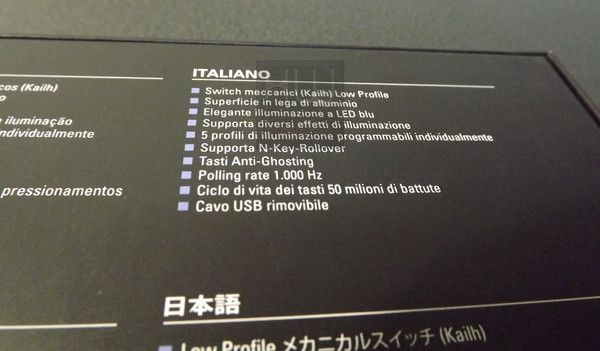 cos (Kailh)
o
e iluminação
individualmente
pressionamentos
ITALIANO
Switch meccanici (Kailh) Low Profile
Superficie in lega di alluminio
Elegante illuminazione a LED blu
Supporta diversi effetti di illuminazione
5 profili di illuminazione programmabili individualmente
Supporta N-Key-Rollover
Tasti Anti-Ghosting
Polling rate 1.000 Hz
Ciclo di vita dei tasti 50 milioni di battute
Cavo USB rimovibile
日本語
Low Profile メカニカルスイッチ (Kailh)